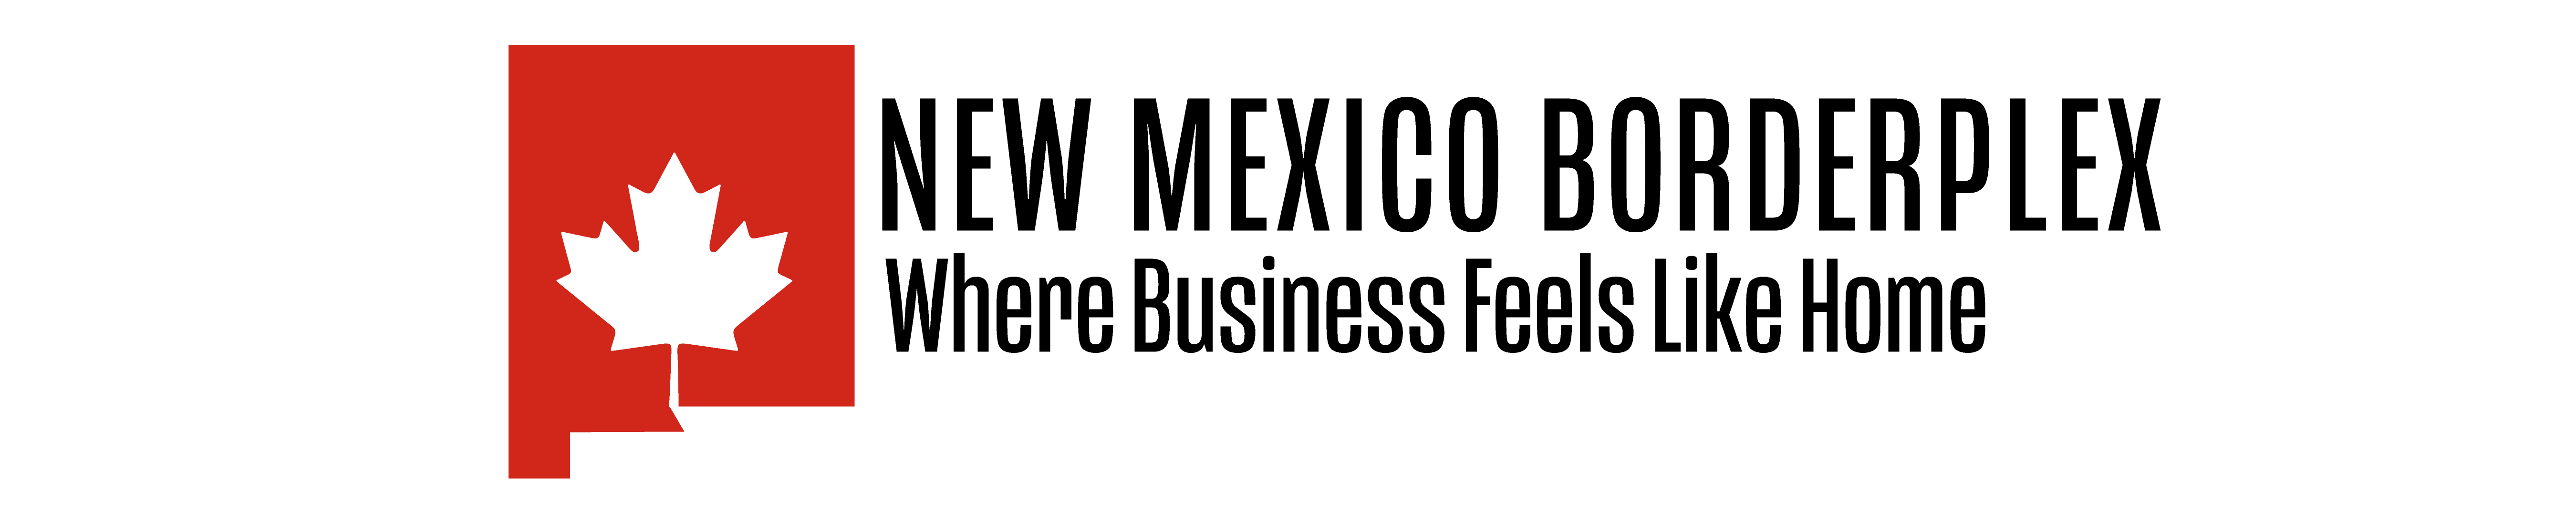 NEW MEXICO BORDERPLEX
Where Business Feels Like Home